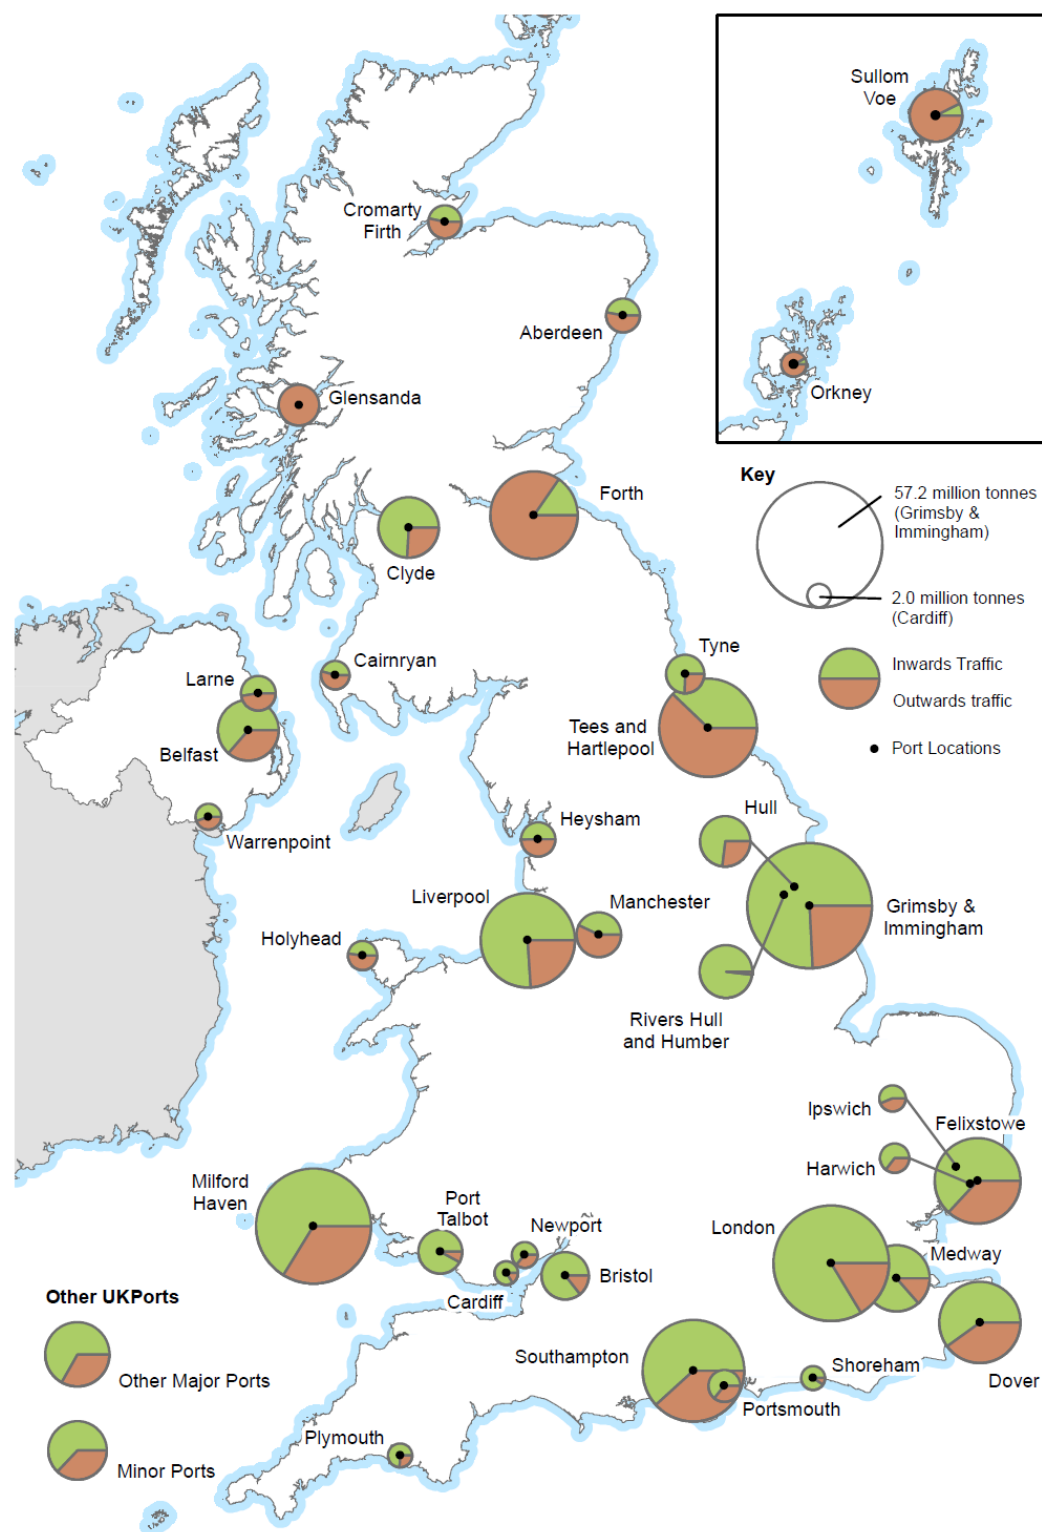 Sullom
Voe
Cromarty
Firth
Aberdeen
Orkney
Glensanda
Key
57.2 million tonnes
(Grimsby &
Immingham)
Forth
Clyde
2.0 million tonnes
(Cardiff)
Tyne
Inwards Traffic
Cairnryan
Larne
Outwards traffic
Tees and
Hartlepool
Belfast
Port Locations
Hull
Heysham
Warrenpoint
Liverpool
Manchester
Grimsby &
Immingham
Holyhead
Rivers Hull
and Humber
Ipswich
Felixstowe
Harwich
Milford
Haven
Port
Talbot
Newport
London
Medway
Bristol
Cardiff
Other UKPorts
Southampton
Shoreham
Other Major Ports
Dover
Portsmouth
Plymouth
Minor Ports